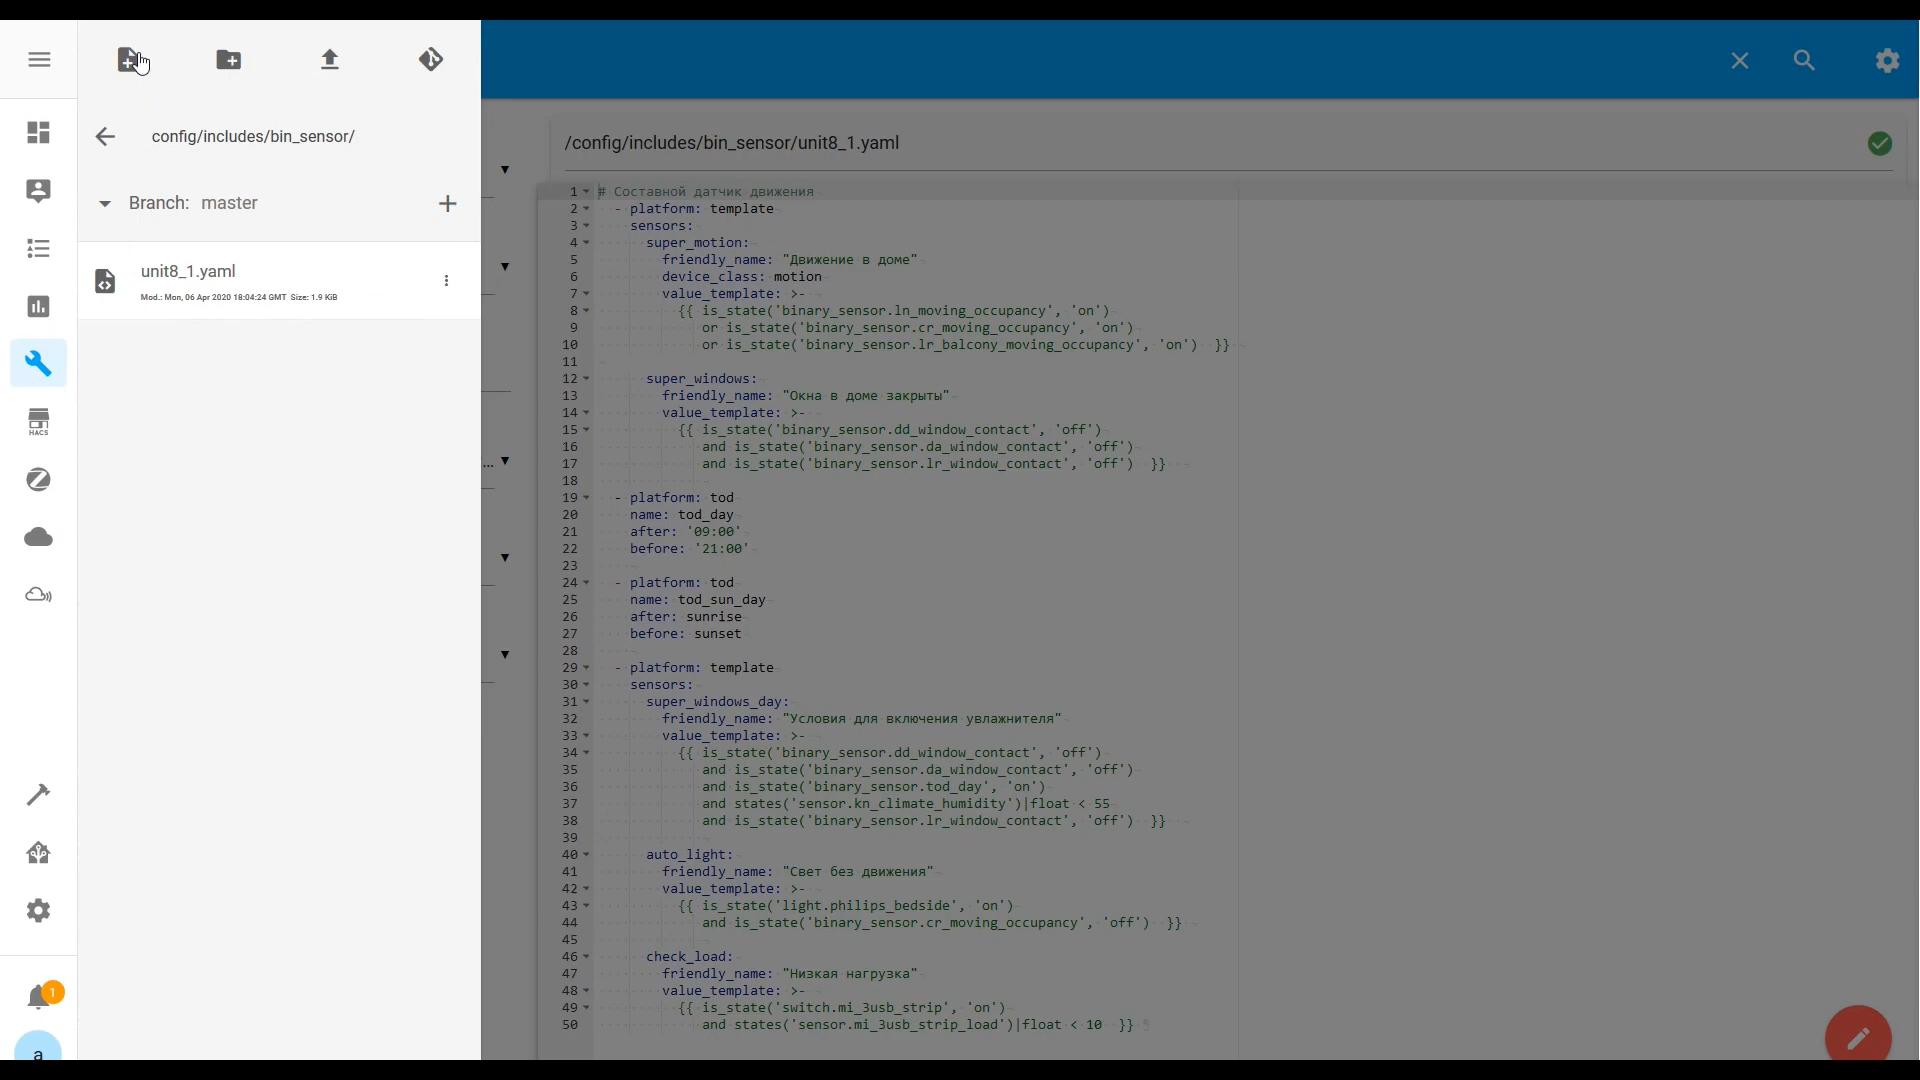 config/includes/bin_sensor/
Branch: master
unit8_1.yaml
Mod.: Mon, 06 Apr 2020 18:04:24 GMT Size: 1.9 KiB
HACS
1
a
/config/includes/bin_sensor/unit8_1.yaml
1 # Составной датчик движения
2 - platform: template
3 sensors:
4 super_motion:
5 friendly_name: "Движение в доме"
6 device_class: motion
7 value_template: >-
8 {{ is_state('binary_sensor.ln_moving_occupancy', 'on')
9 or is_state('binary_sensor.cr_moving_occupancy', 'on')
10 or is_state('binary_sensor.lr_balcony_moving_occupancy', 'on') }}
11
12 super_windows:
13 friendly_name: "Окна в доме закрыты"
14 value_template: >-
15 {{ is_state('binary_sensor.dd_window_contact', 'off')
16 and is_state('binary_sensor.da_window_contact', 'off')
17 and is_state('binary_sensor.lr_window_contact', 'off') }}
18
19 - platform: tod
20 name: tod_day
21 after: '09:00'
22 before: '21:00'
23
24 - platform: tod
25 name: tod_sun_day
26 after: sunrise
27 before: sunset
28
29 - platform: template
30 sensors:
31 super_windows_day:
32 friendly_name: "Условия для включения увлажнителя"
33 value_template: >-
34 {{ is_state('binary_sensor.dd_window_contact', 'off')
35 and is_state('binary_sensor.da_window_contact', 'off')
36 and is_state('binary_sensor.tod_day', 'on')
37 and states('sensor.kn_climate_humidity')|float < 55
38 and is_state('binary_sensor.lr_window_contact', 'off') }}
39
40 auto_light:
41 friendly_name: "Свет без движения"
42 value_template: >-
43 {{ is_state('light.philips_bedside', 'on')
44 and is_state('binary_sensor.cr_moving_occupancy', 'off') }}
45
46 check_load:
47 friendly_name: "Низкая нагрузка"
48 value_template: >-
49 {{ is_state('switch.mi_3usb_strip', 'on')
50 and states('sensor.mi_3usb_strip_load')|float < 10 }}